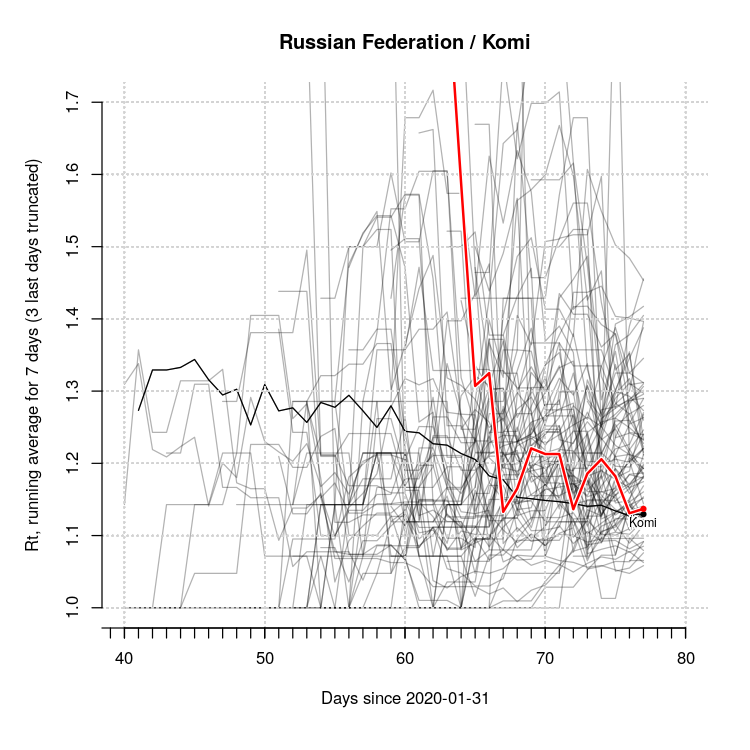 Russian Federation / Komi
Rt, running average for 7 days (3 last days truncated)
1.7
1.6
1.5
1.4
1.3
1.2
1.1
1.0
Komi
40 50 60 70 80
Days since 2020-01-31